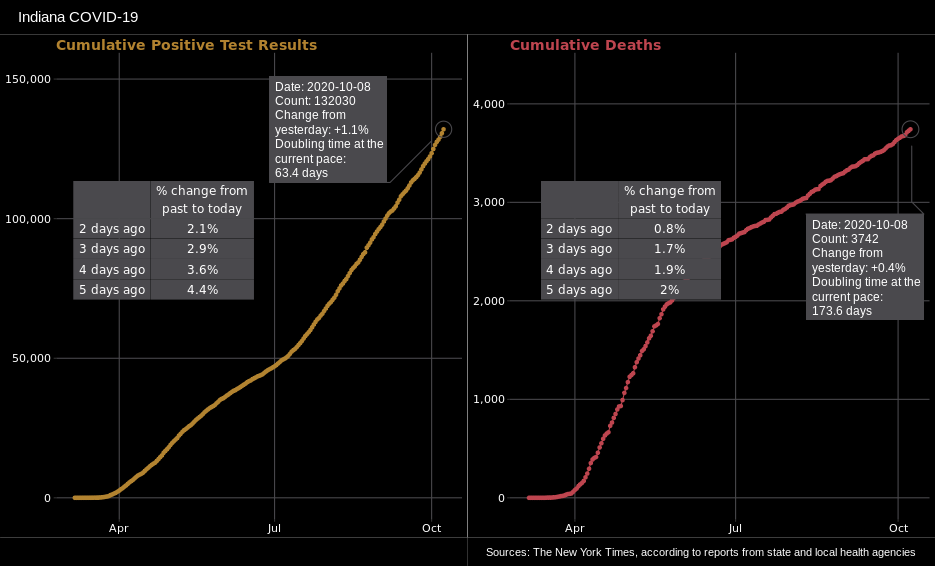 Indiana COVID-19
Cumulative Positive Test Results
150,000
100,000
50,000
0
Apr
Jul
Oct
Date: 2020-10-08
Count: 132030
Change from
yesterday: +1.1%
Doubling time at the
current pace:
63.4 days
% change from
past to today
2 days ago 2.1%
3 days ago 2.9%
4 days ago 3.6%
5 days ago 4.4%
Cumulative Deaths
4,000
3,000
2,000
1,000
0
Apr
Jul
Oct
% change from
past to today
2 days ago 0.8%
3 days ago 1.7%
4 days ago 1.9%
5 days ago 2%
Date: 2020-10-08
Count: 3742
Change from
yesterday: +0.4%
Doubling time at the
current pace:
173.6 days
Sources: The New York Times, according to reports from state and local health agencies